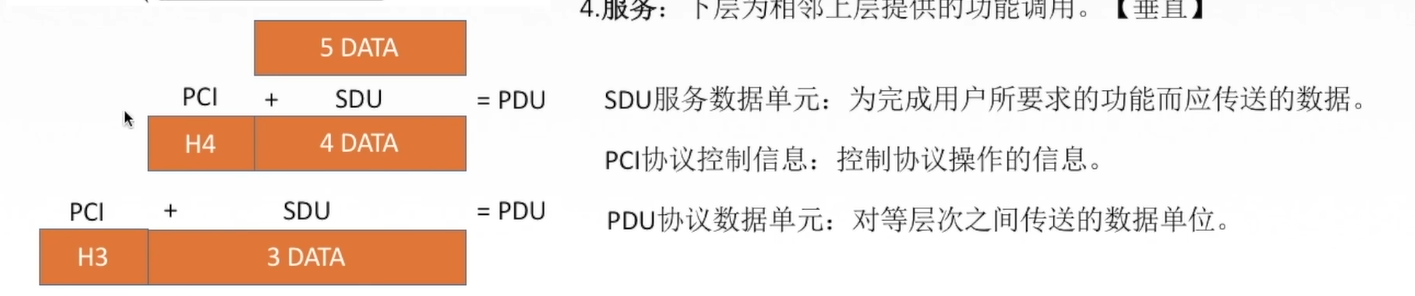 4.服务：下层为相邻上层提供的功能调用。【垂直】
5 DATA
PCI + SDU = PDU
H4 4 DATA
PCI + SDU = PDU
H3 3 DATA
SDU服务数据单元：为完成用户所要求的功能而应传送的数据。
PCI协议控制信息：控制协议操作的信息。
PDU协议数据单元：对等层次之间传送的数据单位。